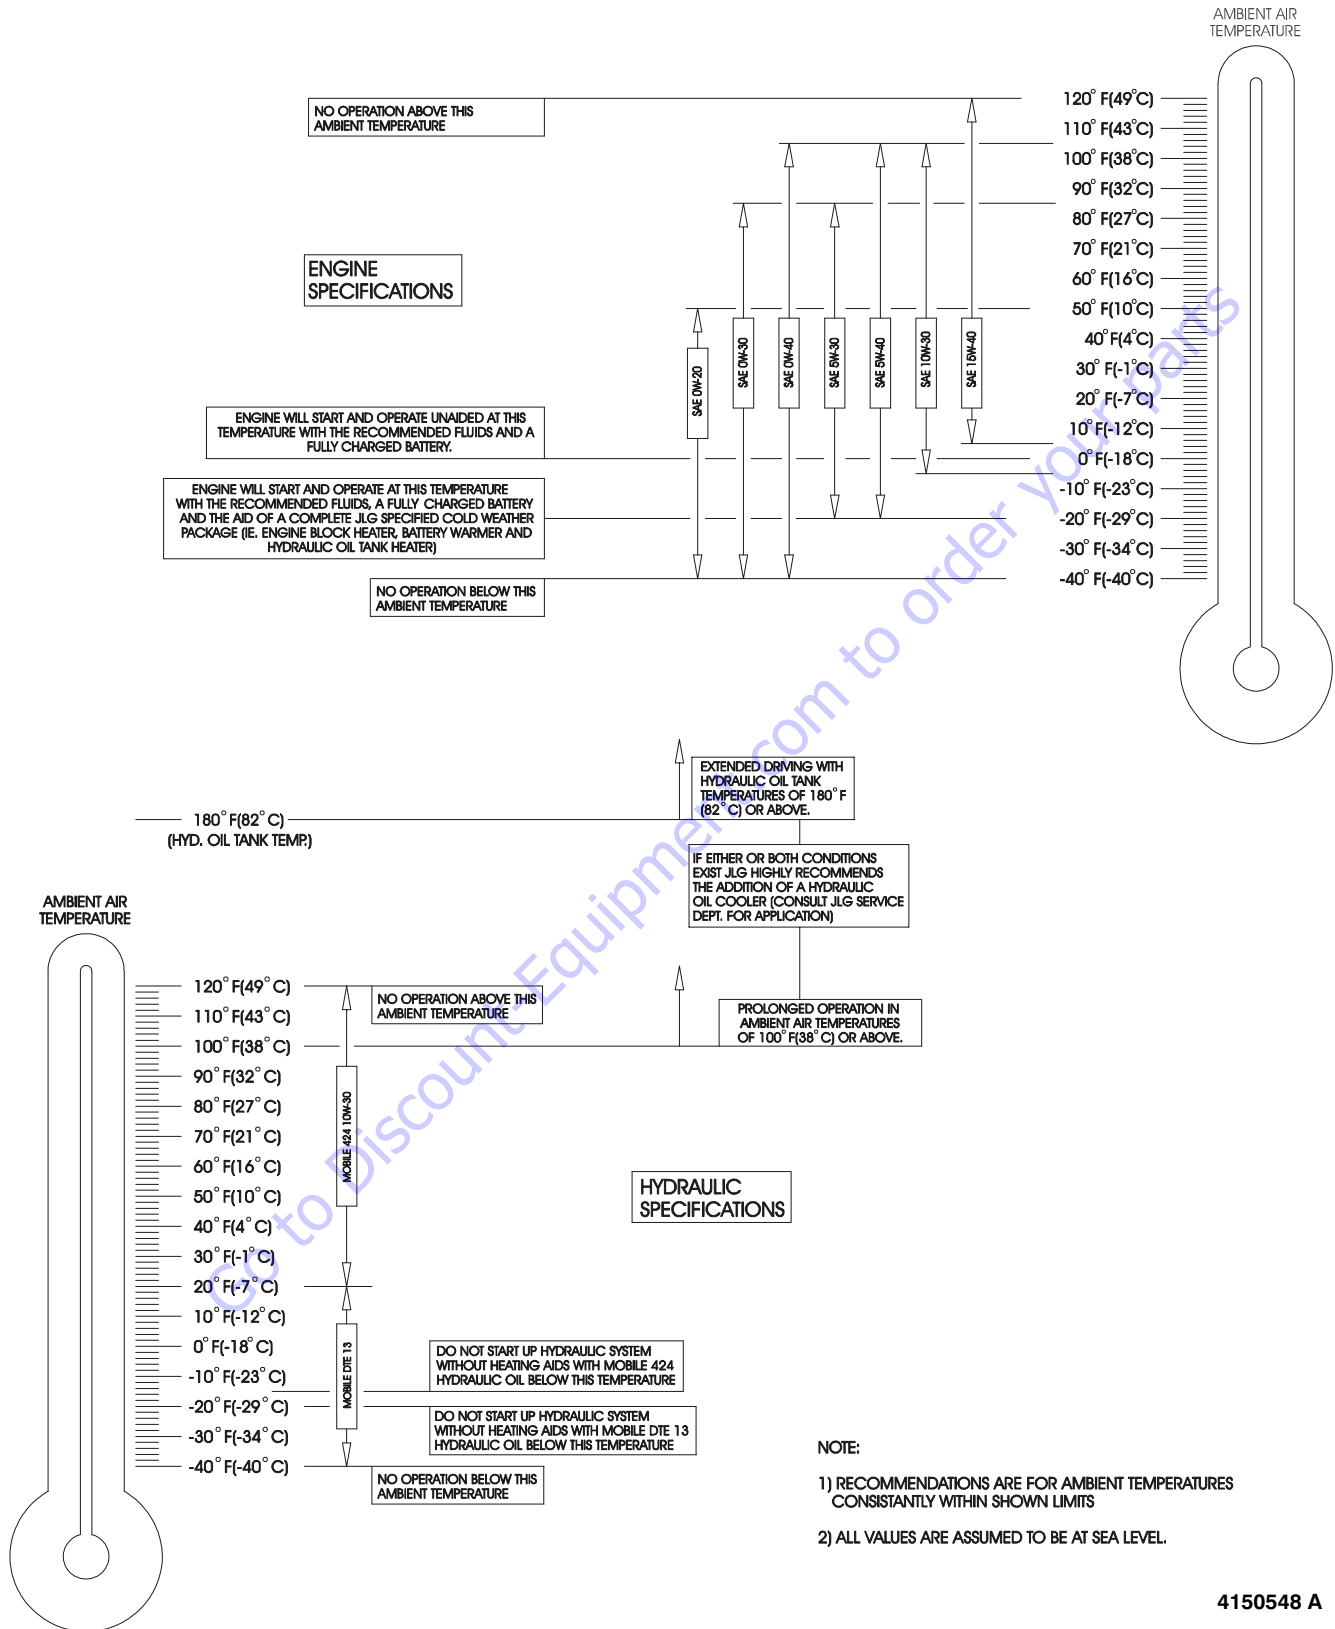 AMBIENT AIR
TEMPERATURE
120° F(49°C)
110° F(43°C)
100° F(38°C)
90° F(32°C)
80° F(27°C)
70° F(21°C)
60° F(16°C)
50° F(10°C)
40° F(4°C)
30° F(-1°C)
20° F(-7°C)
10° F(-12°C)
0° F(-18°C)
-10° F(-23°C)
-20° F(-29°C)
-30° F(-34°C)
-40° F(-40°C)
NO OPERATION ABOVE THIS
AMBIENT TEMPERATURE
ENGINE
SPECIFICATIONS
SAE 0W-20
SAE 0W-30
SAE 0W-40
SAE 5W-30
SAE 5W-40
SAE 10W-30
SAE 15W-40
ENGINE WILL START AND OPERATE UNAIDED AT THIS
TEMPERATURE WITH THE RECOMMENDED FLUIDS AND A
FULLY CHARGED BATTERY.
ENGINE WILL START AND OPERATE AT THIS TEMPERATURE
WITH THE RECOMMENDED FLUIDS, A FULLY CHARGED BATTERY
AND THE AID OF A COMPLETE JLG SPECIFIED COLD WEATHER
PACKAGE (IE. ENGINE BLOCK HEATER, BATTERY WARMER AND
HYDRAULIC OIL TANK HEATER)
NO OPERATION BELOW THIS
AMBIENT TEMPERATURE
Go to Discount-Equipment.com to order your parts
EXTENDED DRIVING WITH
HYDRAULIC OIL TANK
TEMPERATURES OF 180° F
(82° C) OR ABOVE.
180° F(82° C)
(HYD. OIL TANK TEMP.)
IF EITHER OR BOTH CONDITIONS
EXIST JLG HIGHLY RECOMMENDS
THE ADDITION OF A HYDRAULIC
OIL COOLER (CONSULT JLG SERVICE
DEPT. FOR APPLICATION)
PROLONGED OPERATION IN
AMBIENT AIR TEMPERATURES
OF 100° F(38° C) OR ABOVE.
AMBIENT AIR
TEMPERATURE
120° F(49° C)
110° F(43° C)
100° F(38° C)
90° F(32° C)
80° F(27° C)
70° F(21° C)
60° F(16° C)
50° F(10° C)
40° F(4° C)
30° F(-1° C)
20° F(-7° C)
10° F(-12° C)
0° F(-18° C)
-10° F(-23° C)
-20° F(-29° C)
-30° F(-34° C)
-40° F(-40° C)
NO OPERATION ABOVE THIS
AMBIENT TEMPERATURE
MOBILE 424 10W-30
MOBILE DTE 13
HYDRAULIC
SPECIFICATIONS
DO NOT START UP HYDRAULIC SYSTEM
WITHOUT HEATING AIDS WITH MOBILE 424
HYDRAULIC OIL BELOW THIS TEMPERATURE
DO NOT START UP HYDRAULIC SYSTEM
WITHOUT HEATING AIDS WITH MOBILE DTE 13
HYDRAULIC OIL BELOW THIS TEMPERATURE
NO OPERATION BELOW THIS
AMBIENT TEMPERATURE
NOTE:
1) RECOMMENDATIONS ARE FOR AMBIENT TEMPERATURES
CONSISTANTLY WITHIN SHOWN LIMITS
2) ALL VALUES ARE ASSUMED TO BE AT SEA LEVEL.
4150548 A